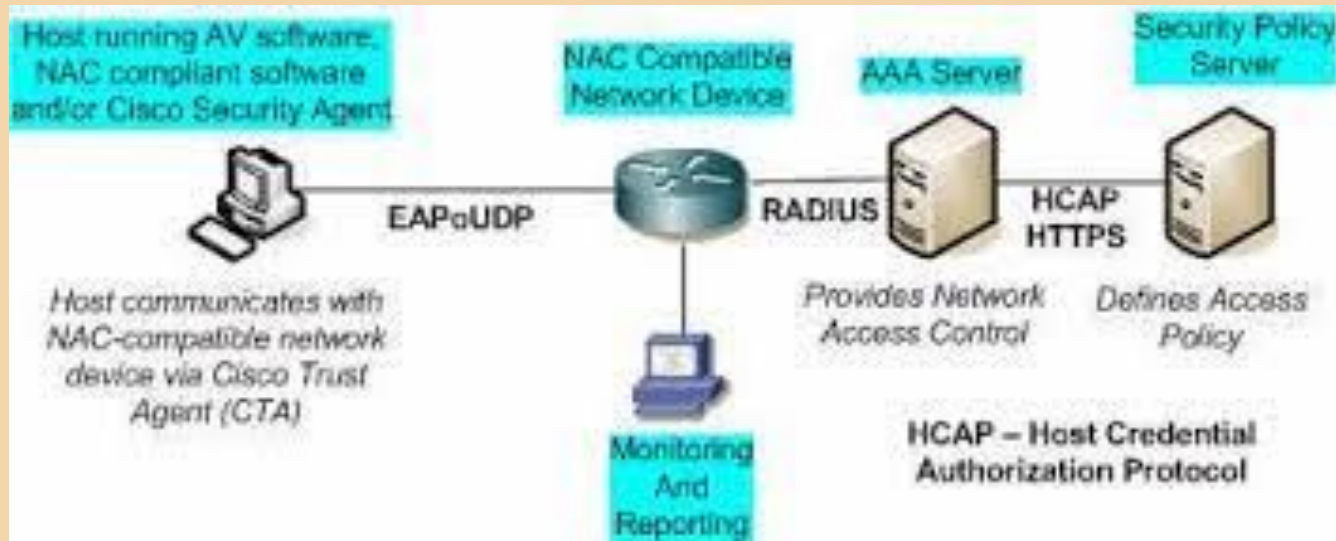 Host running AV software,
NAC compliant software
and/or Cisco Security Agent
NAC Compatible
Network Device
AAA Server
Security Policy
Server
EAPoUDP
RADIUS
HCAP
HTTPS
Host communicates with
NAC-compatible network
device via Cisco Trust
Agent (CTA)
Provides Network
Access Control
Defines Access
Policy
Monitoring
And
Reporting
HCAP – Host Credential
Authorization Protocol